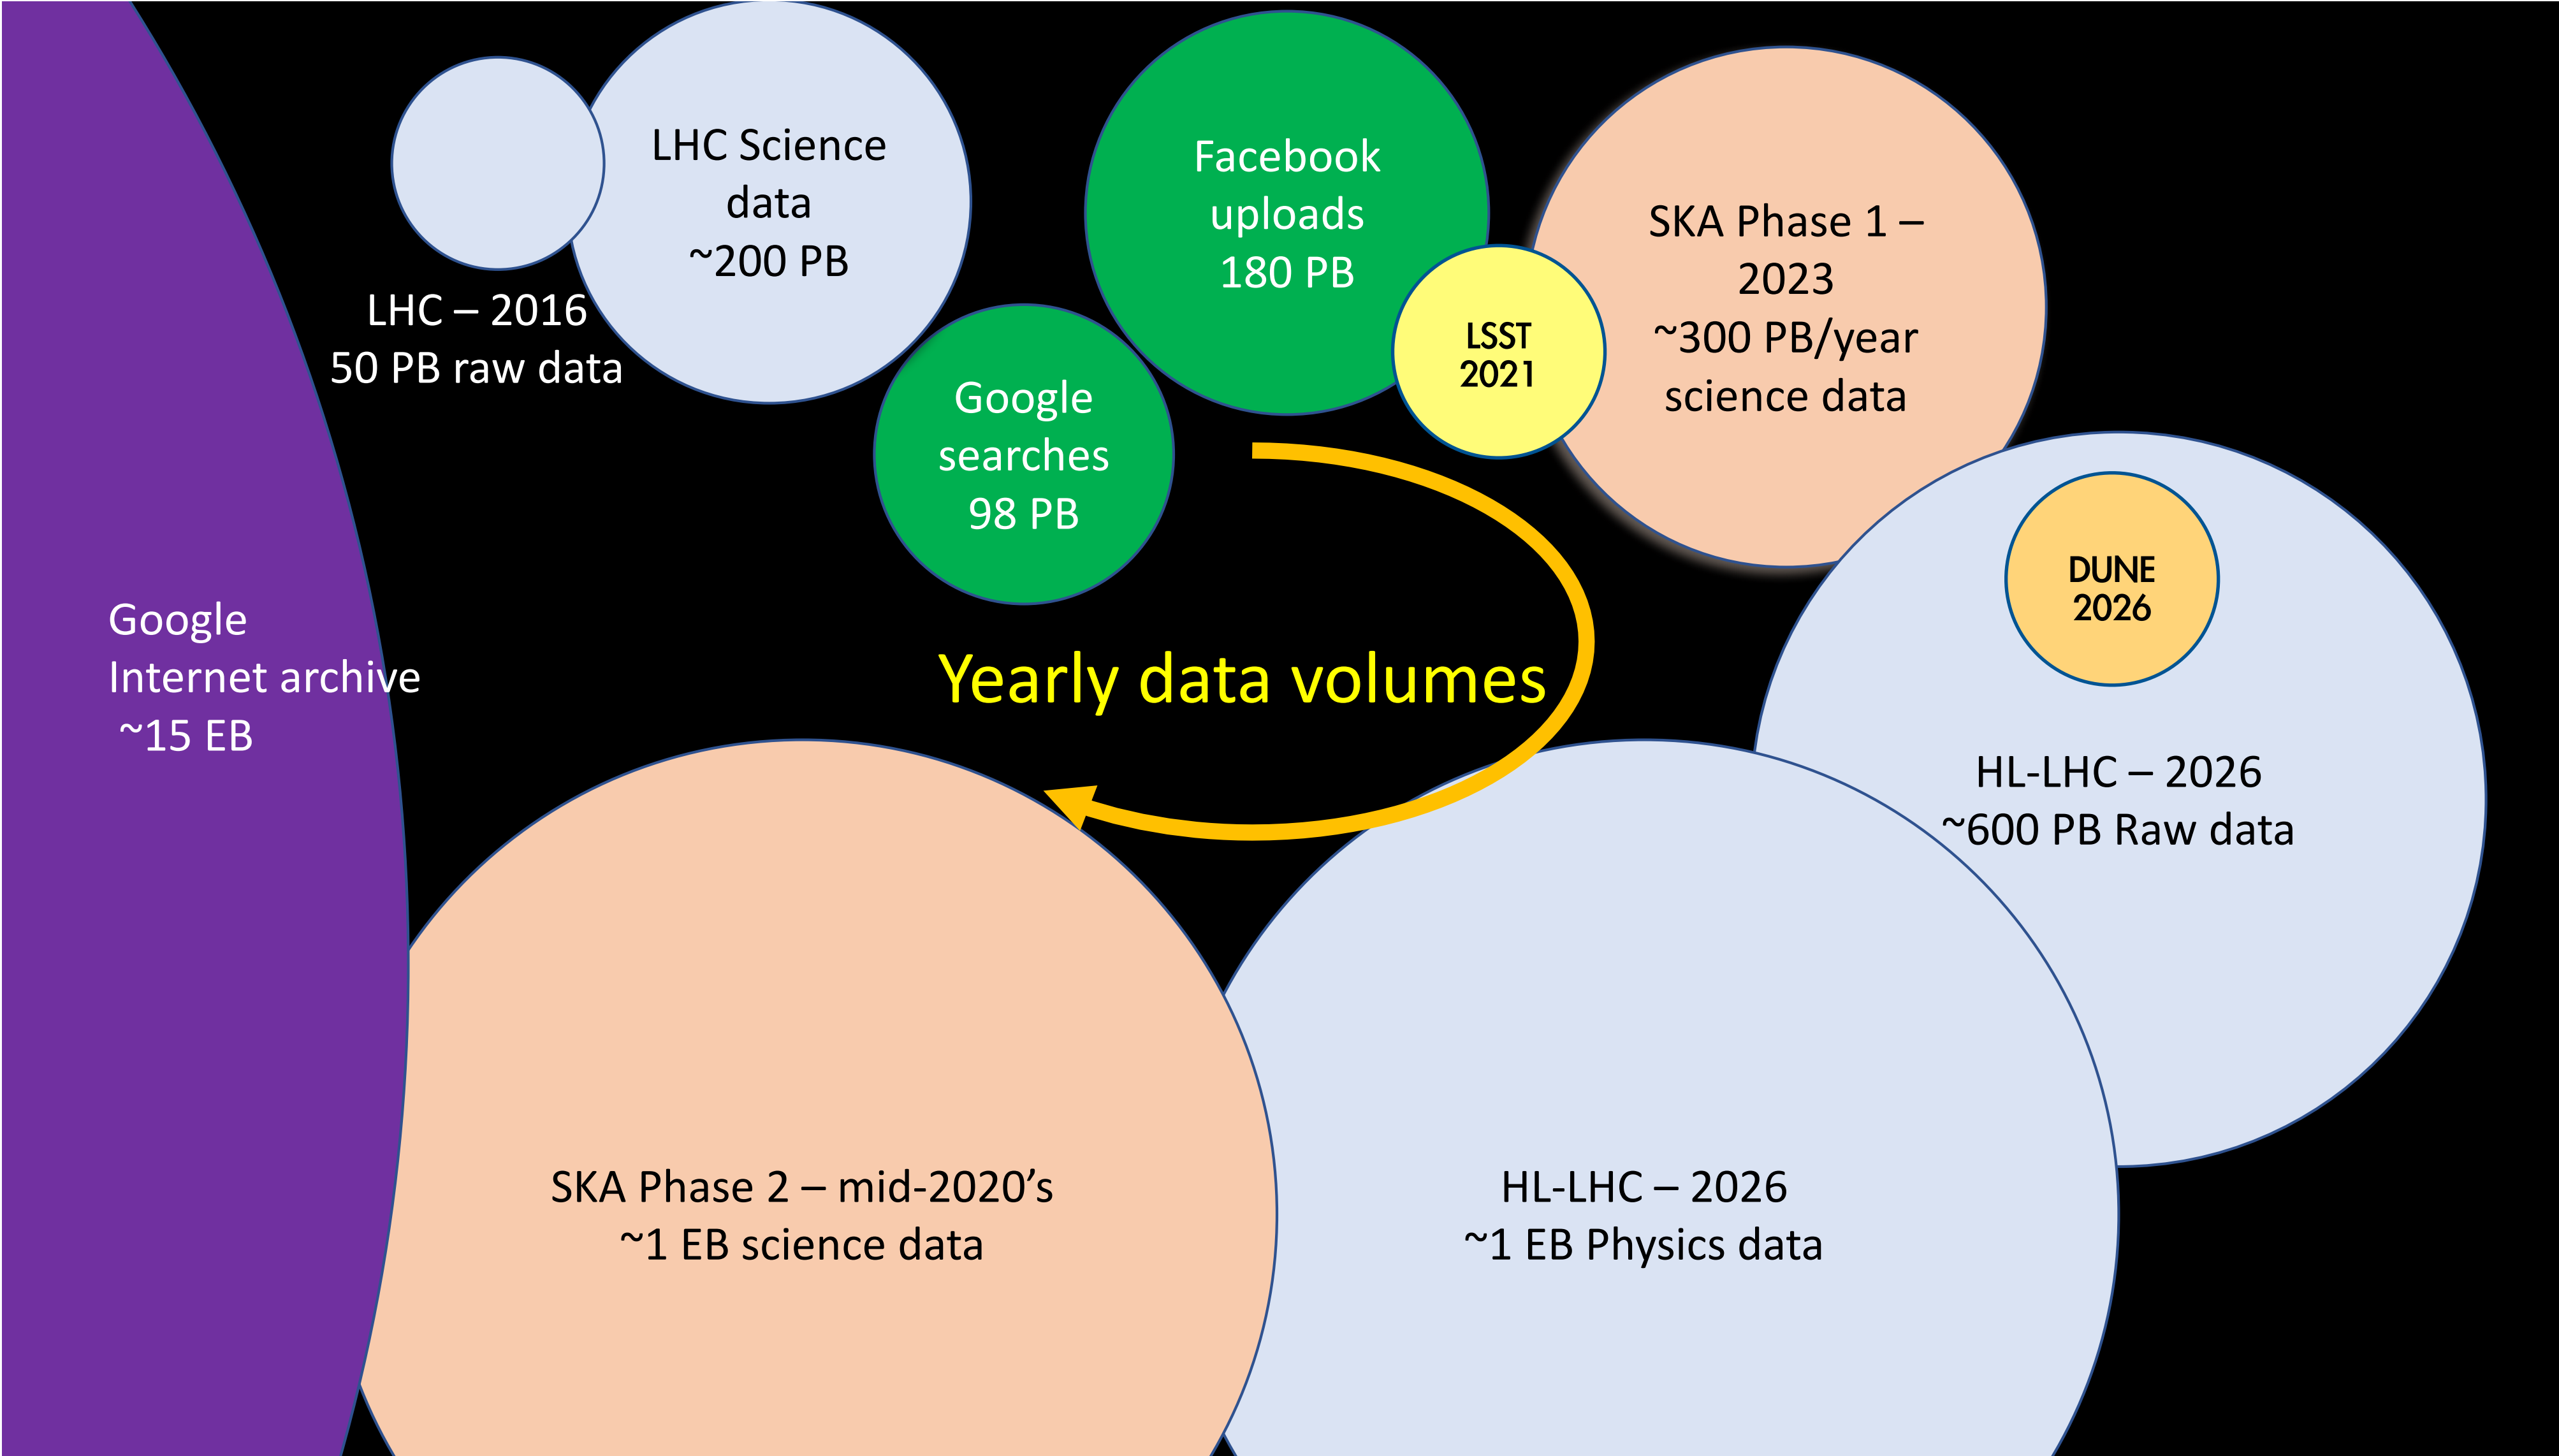 LHC Science
data
~200 PB
LHC – 2016
50 PB raw data
Facebook
uploads
180 PB
SKA Phase 1 –
2023
~300 PB/year
science data
LSST
2021
Google
searches
98 PB
DUNE
2026
Yearly data volumes
Google
Internet archive
~15 EB
HL-LHC – 2026
~600 PB Raw data
SKA Phase 2 – mid-2020’s
~1 EB science data
HL-LHC – 2026
~1 EB Physics data